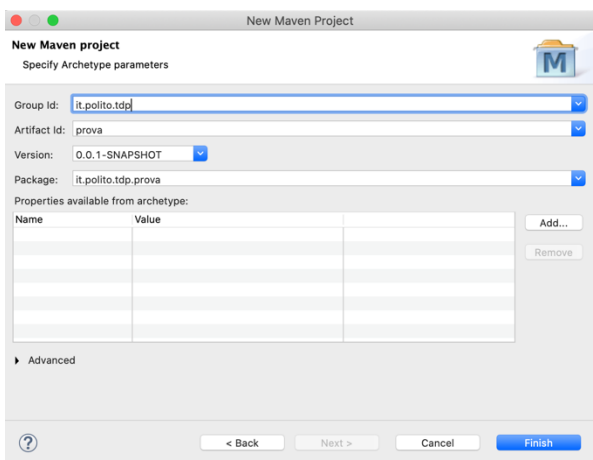 New Maven Project
New Maven project
Specify Archetype parameters
M
Group Id: it.polito.tdp
Artifact Id: prova
Version: 0.0.1-SNAPSHOT
Package: it.polito.tdp.prova
Properties available from archetype:
Name Value
Add...
Remove
Advanced
? < Back Next > Cancel Finish